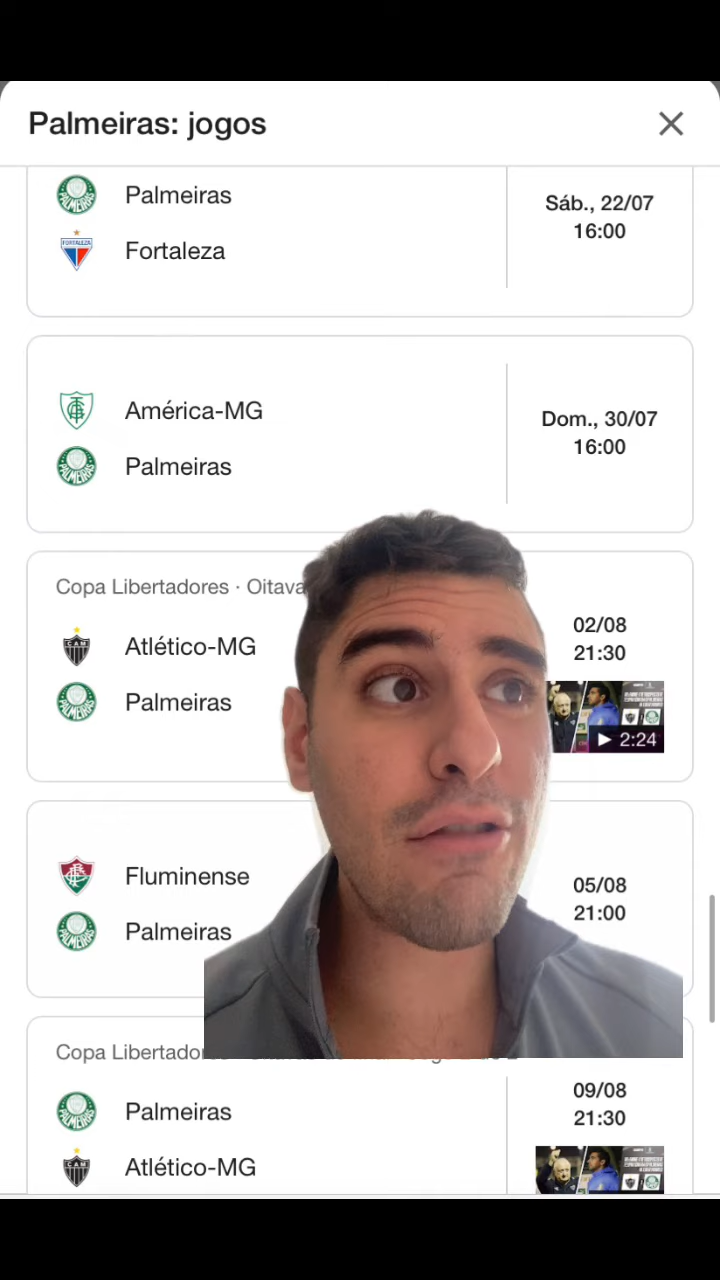 Palmeiras: jogos
Palmeiras
Fortaleza
Sáb., 22/07
16:00
América-MG
Palmeiras
Dom., 30/07
16:00
Copa Libertadores · Oitava
Atlético-MG
Palmeiras
02/08
21:30
2:24
Fluminense
Palmeiras
05/08
21:00
Copa Libertado
Palmeiras
Atlético-MG
09/08
21:30